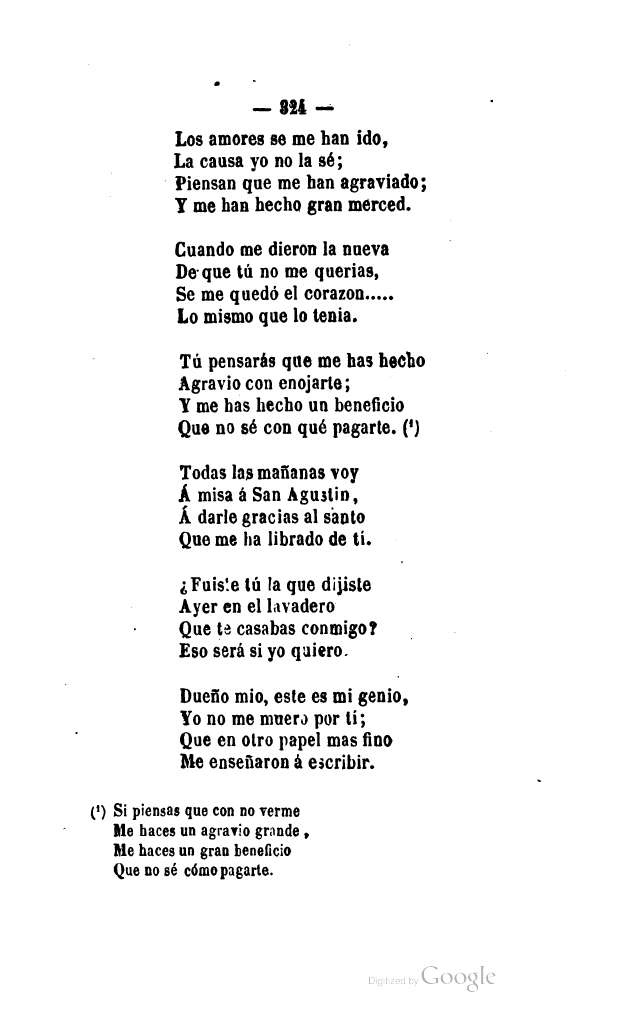 — 324 —
Los amores se me han ido,
La causa yo no la sé;
Piensan que me han agraviado;
Y me han hecho gran merced.
Cuando me dieron la nueva
De que tú no me querias,
Se me quedó el corazon.....
Lo mismo que lo tenia.
Tú pensarás que me has hecho
Agravio con enojarte;
Y me has hecho un beneficio
Que no sé con qué pagarte. (¹)
Todas las mañanas voy
Á misa á San Agustin,
Á darle gracias al santo
Que me ha librado de tí.
¿Fuiste tú la que dijiste
Ayer en el lavadero
Que te casabas conmigo?
Eso será si yo quiero.
Dueño mio, este es mi genio,
Yo no me muero por tí;
Que en otro papel mas fino
Me enseñaron á escribir.
(¹) Si piensas que con no verme
Me haces un agravio grande,
Me haces un gran beneficio
Que no sé cómo pagarte.
Digitized by Google